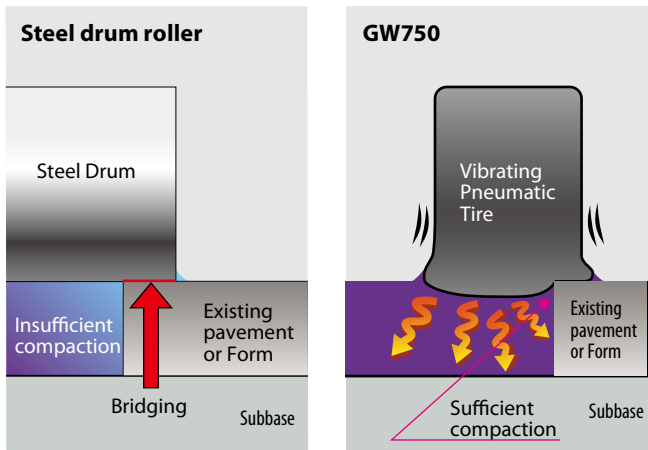 Steel drum roller
Steel Drum
Insufficient
compaction
Existing
pavement
or Form
Bridging
Subbase
GW750
Vibrating
Pneumatic
Tire
Existing
pavement
or Form
Sufficient
compaction
Subbase